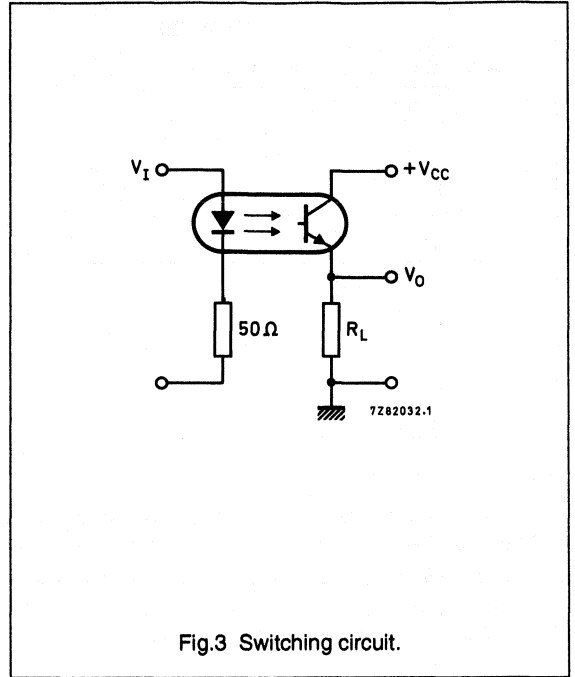 V_I
+V_CC
V_O
50Ω
R_L
7Z82032.1
Fig.3 Switching circuit.